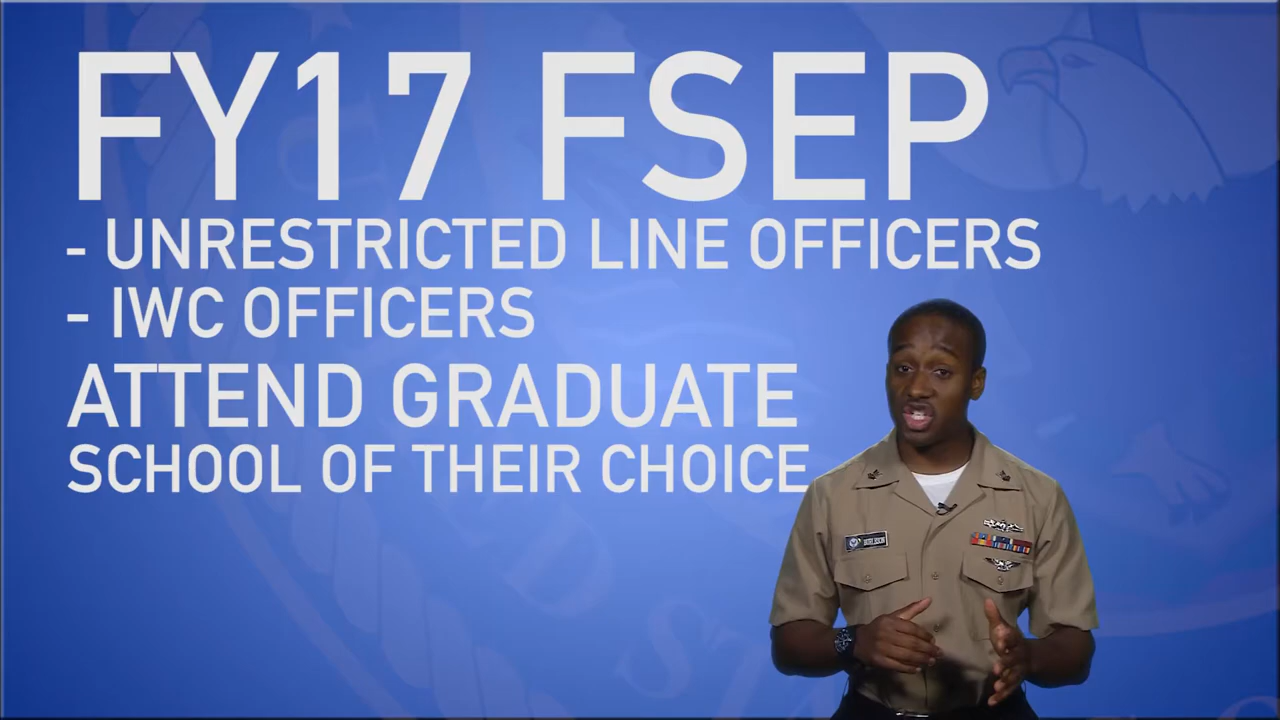 FY17 FSEP
- UNRESTRICTED LINE OFFICERS
- IWC OFFICERS
ATTEND GRADUATE
SCHOOL OF THEIR CHOICE